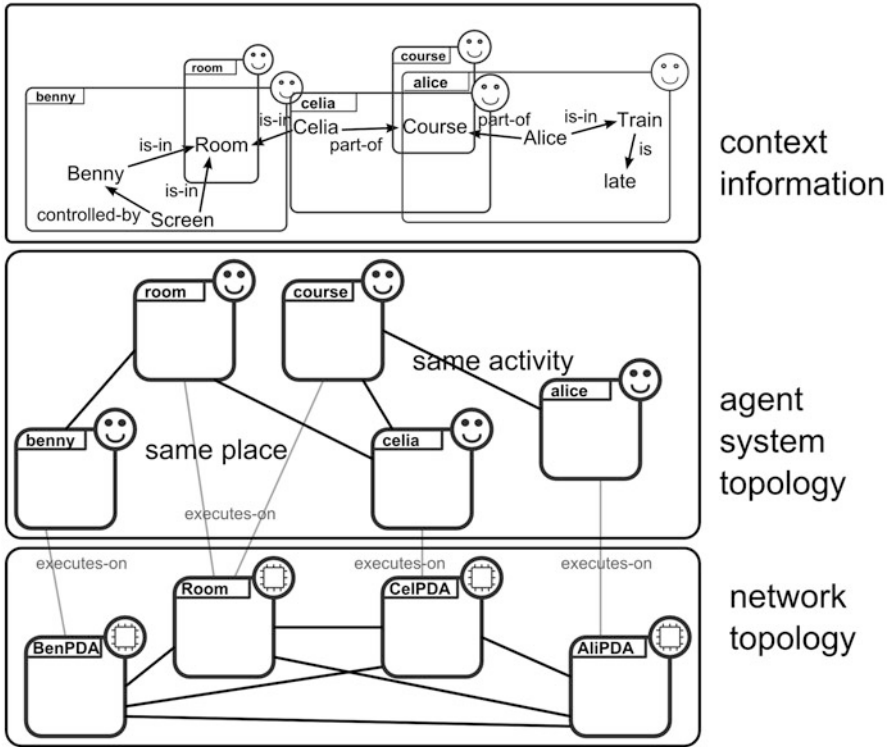 course
room
alice
benny
celia
is-in
Celia
part-of
Course
part-of
Alice
is-in
Train
is-in
Room
part-of
is
Benny
is-in
late
controlled-by
Screen
context
information
room
course
same activity
alice
benny
same place
celia
agent
system
topology
executes-on
executes-on
executes-on
executes-on
Room
CelPDA
BenPDA
AliPDA
network
topology